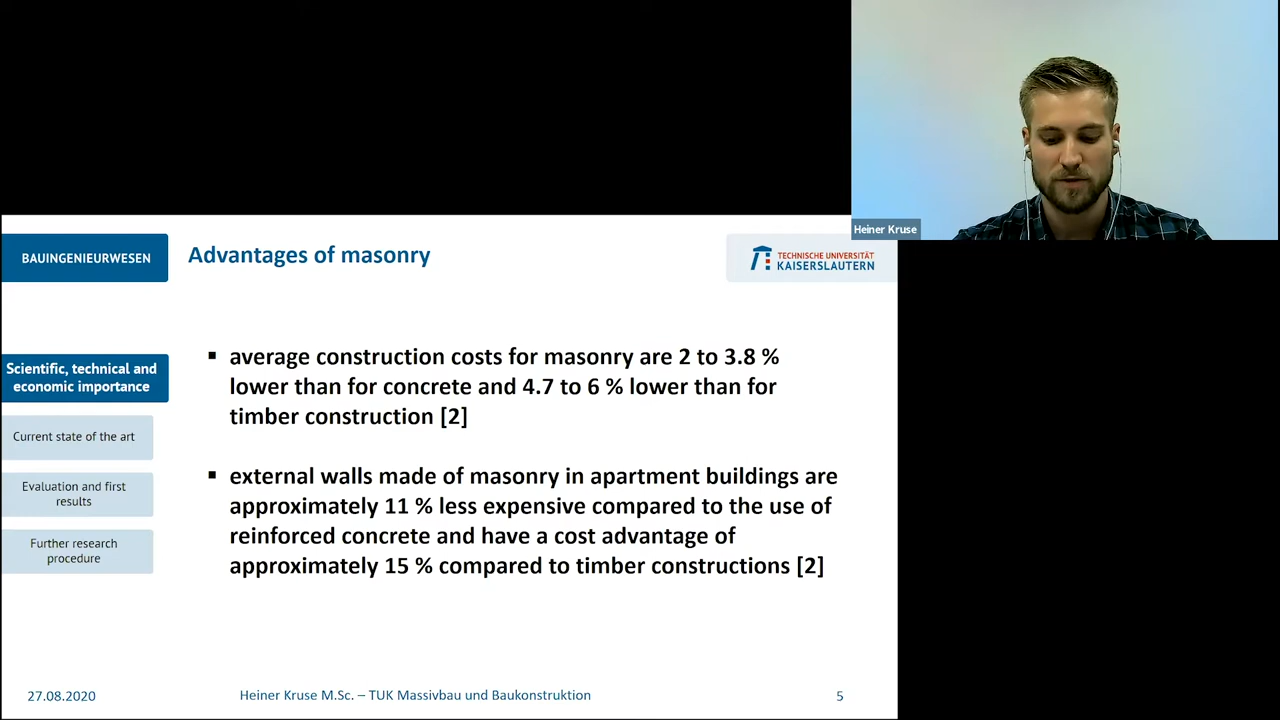 Heiner Kruse
BAUINGENIEURWESEN
Advantages of masonry
TECHNISCHE UNIVERSITÄT
KAISERSLAUTERN
Scientific, technical and
economic importance
Current state of the art
Evaluation and first
results
Further research
procedure
▪ average construction costs for masonry are 2 to 3.8 %
lower than for concrete and 4.7 to 6 % lower than for
timber construction [2]
▪ external walls made of masonry in apartment buildings are
approximately 11 % less expensive compared to the use of
reinforced concrete and have a cost advantage of
approximately 15 % compared to timber constructions [2]
27.08.2020
Heiner Kruse M.Sc. – TUK Massivbau und Baukonstruktion
5